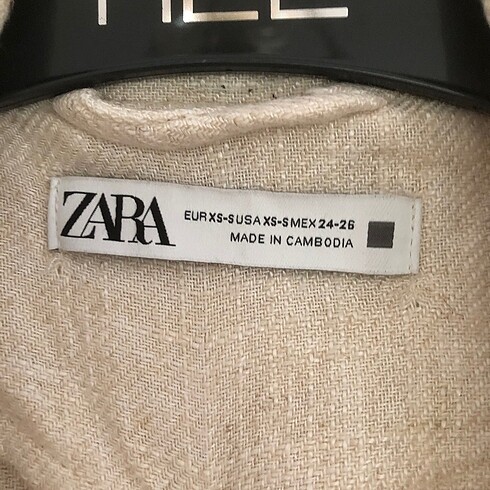 ZARA
EUR XS-S USA XS-S MEX 24-26
MADE IN CAMBODIA